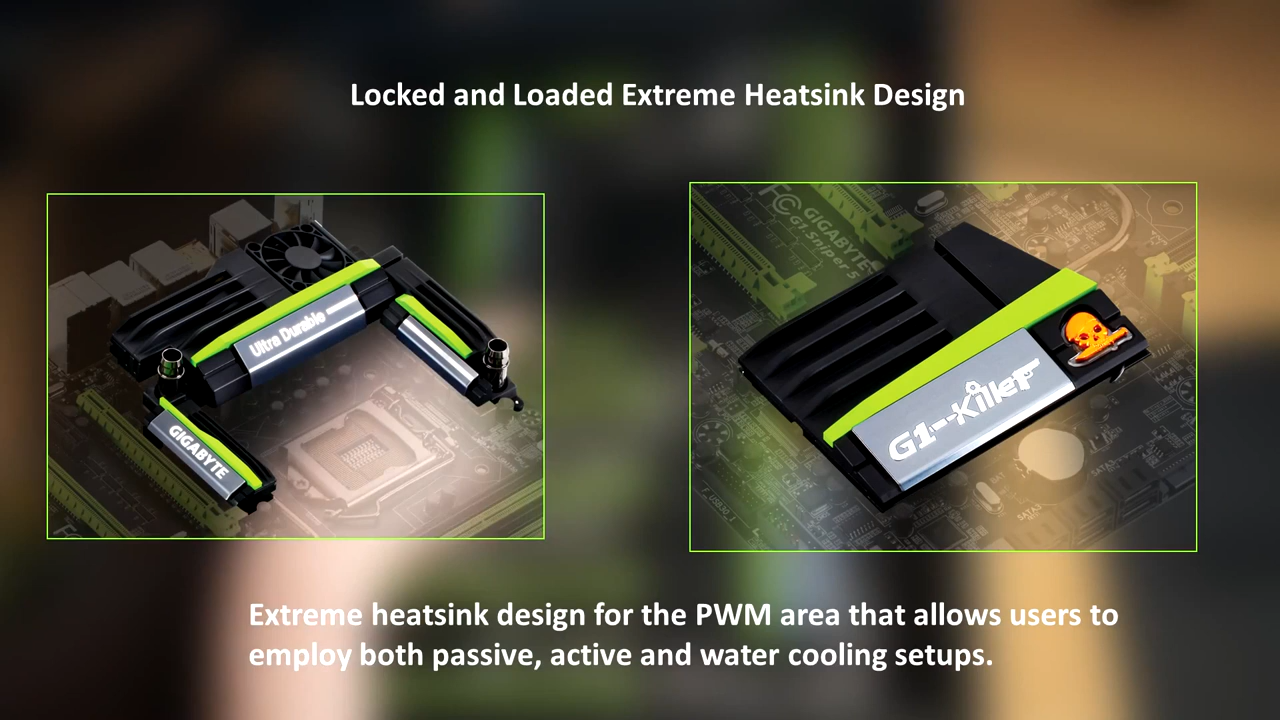 Locked and Loaded Extreme Heatsink Design
Ultra Durable
GIGABYTE
GIGABYTE
G1 Sniper 5
G1-Killer
SATA3
Extreme heatsink design for the PWM area that allows users to
employ both passive, active and water cooling setups.